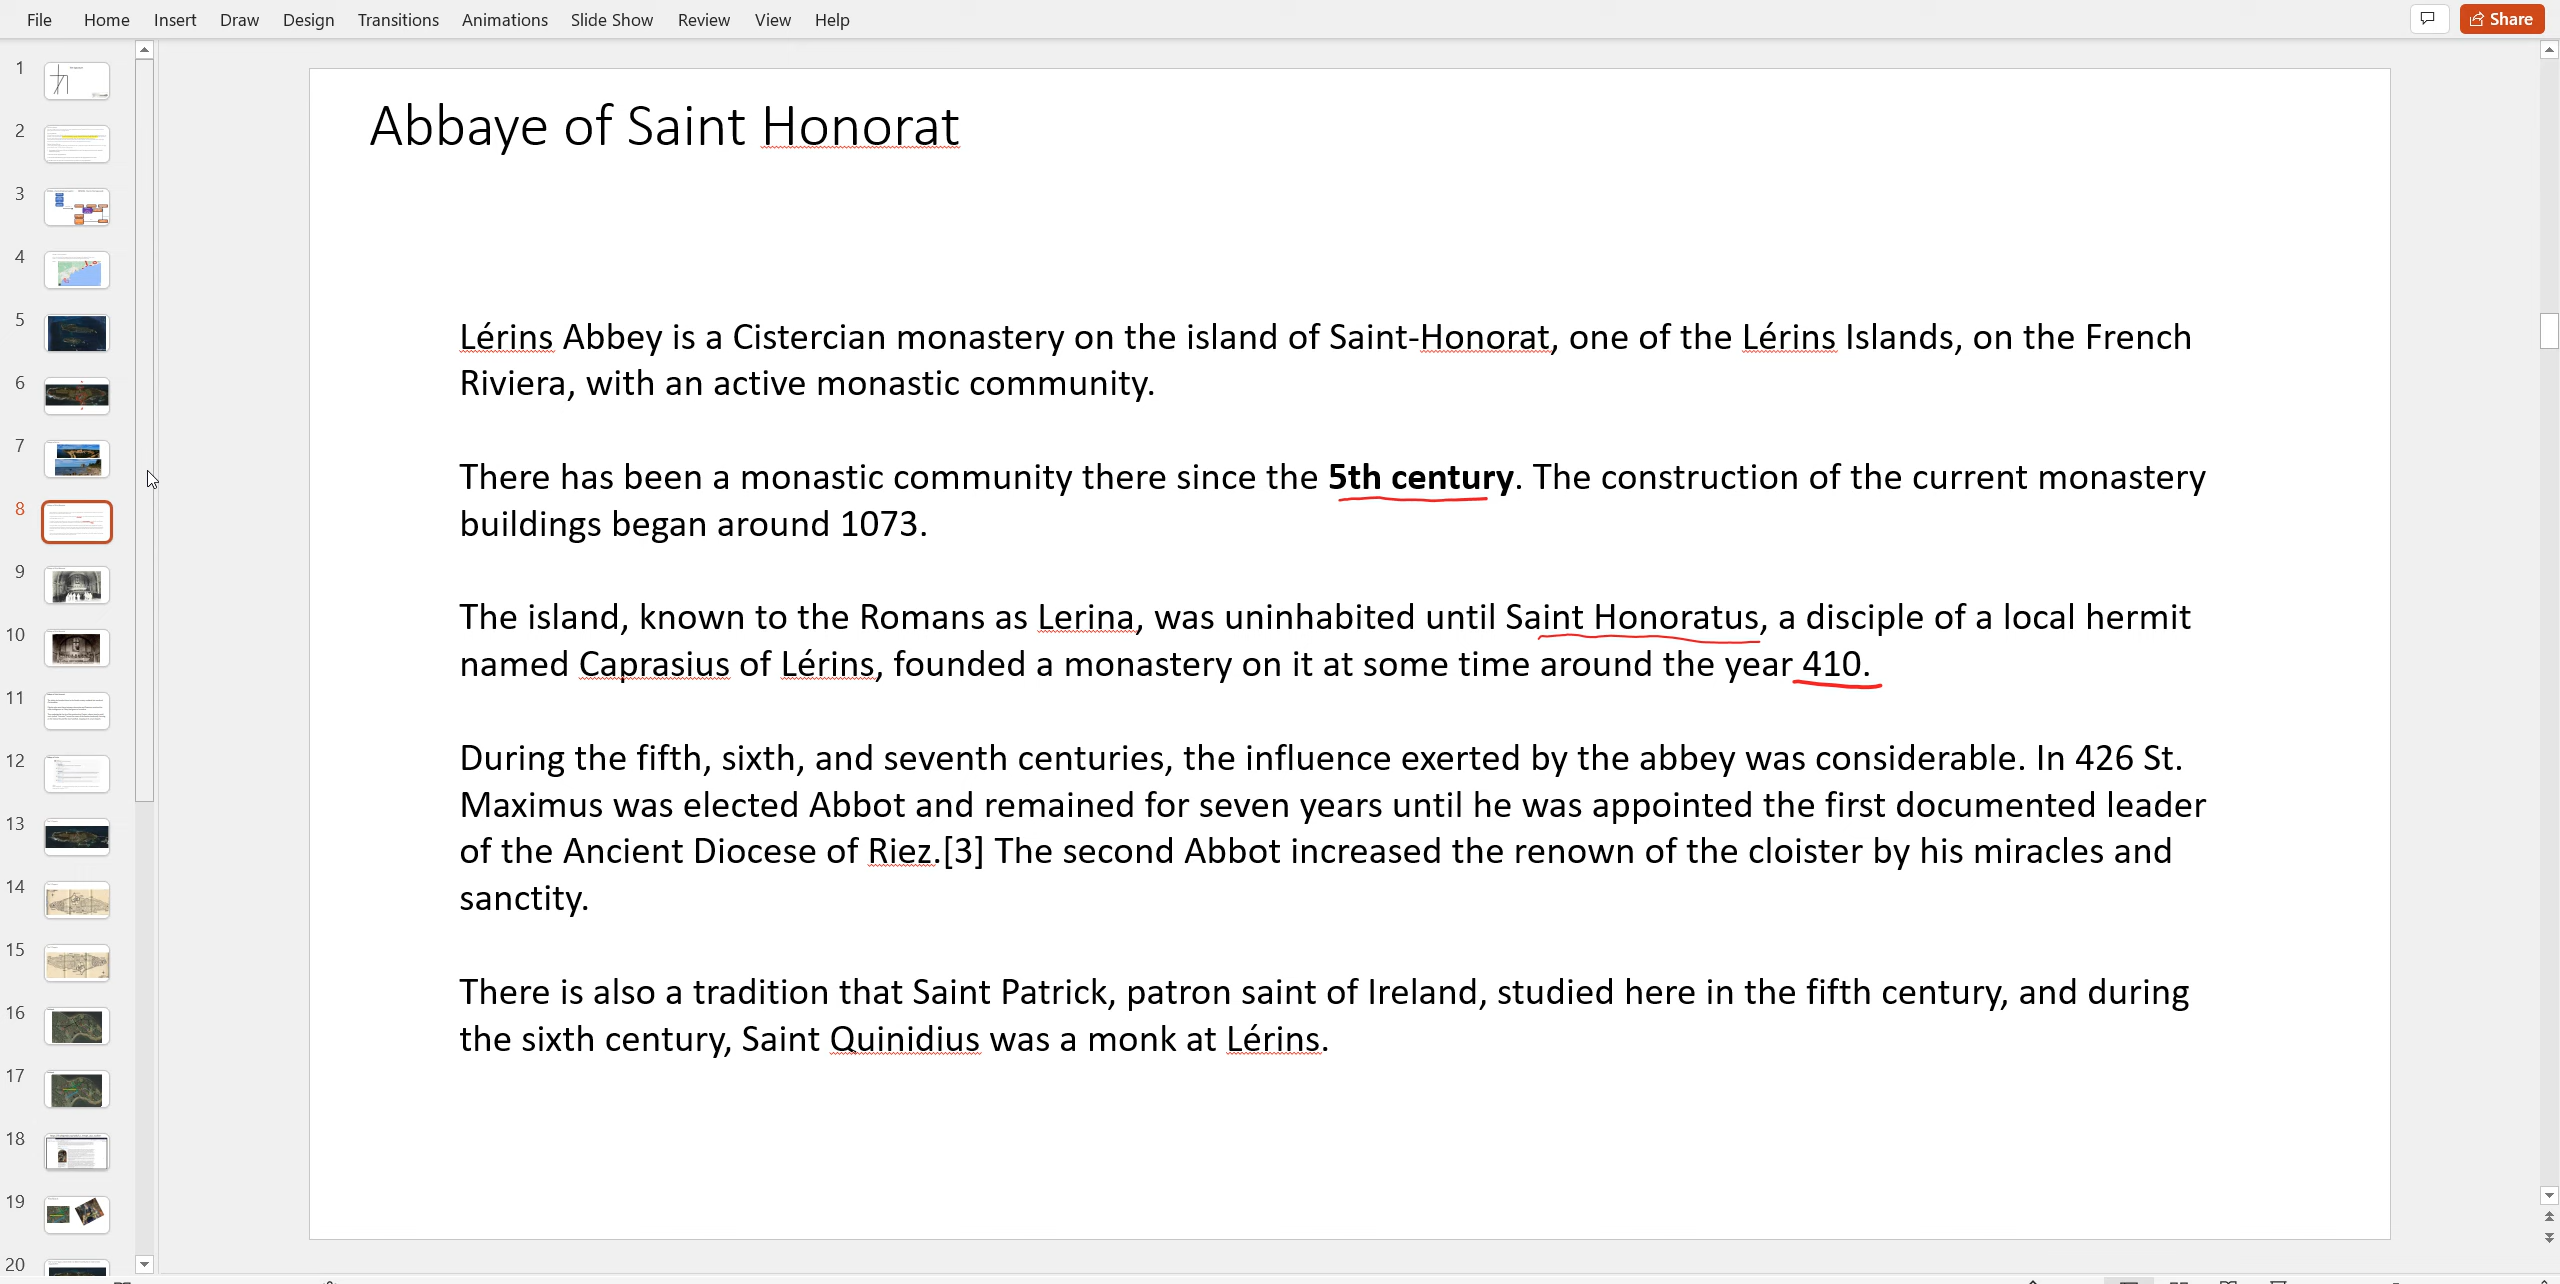 File Home Insert Draw Design Transitions Animations Slide Show Review View Help Share
1
2
3
4
5
6
7
8
9
10
11
12
13
14
15
16
17
18
19
20
Abbaye of Saint Honorat
Lérins Abbey is a Cistercian monastery on the island of Saint-Honorat, one of the Lérins Islands, on the French
Riviera, with an active monastic community.
There has been a monastic community there since the 5th century. The construction of the current monastery
buildings began around 1073.
The island, known to the Romans as Lerina, was uninhabited until Saint Honoratus, a disciple of a local hermit
named Caprasius of Lérins, founded a monastery on it at some time around the year 410.
During the fifth, sixth, and seventh centuries, the influence exerted by the abbey was considerable. In 426 St.
Maximus was elected Abbot and remained for seven years until he was appointed the first documented leader
of the Ancient Diocese of Riez.[3] The second Abbot increased the renown of the cloister by his miracles and
sanctity.
There is also a tradition that Saint Patrick, patron saint of Ireland, studied here in the fifth century, and during
the sixth century, Saint Quinidius was a monk at Lérins.